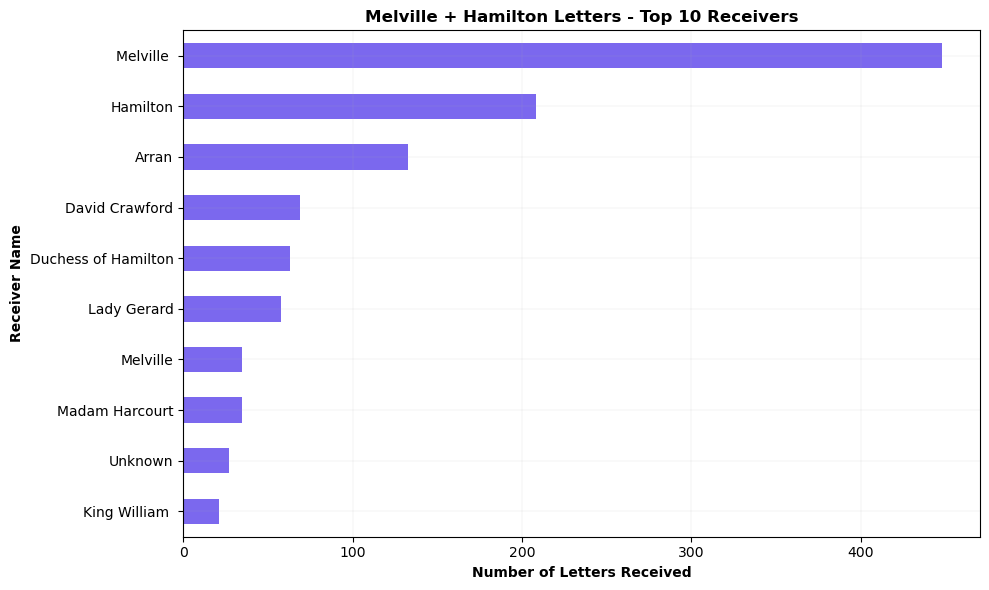 Melville + Hamilton Letters - Top 10 Receivers
Melville
Hamilton
Arran
David Crawford
Duchess of Hamilton
Lady Gerard
Melville
Madam Harcourt
Unknown
King William
Receiver Name
0 100 200 300 400
Number of Letters Received